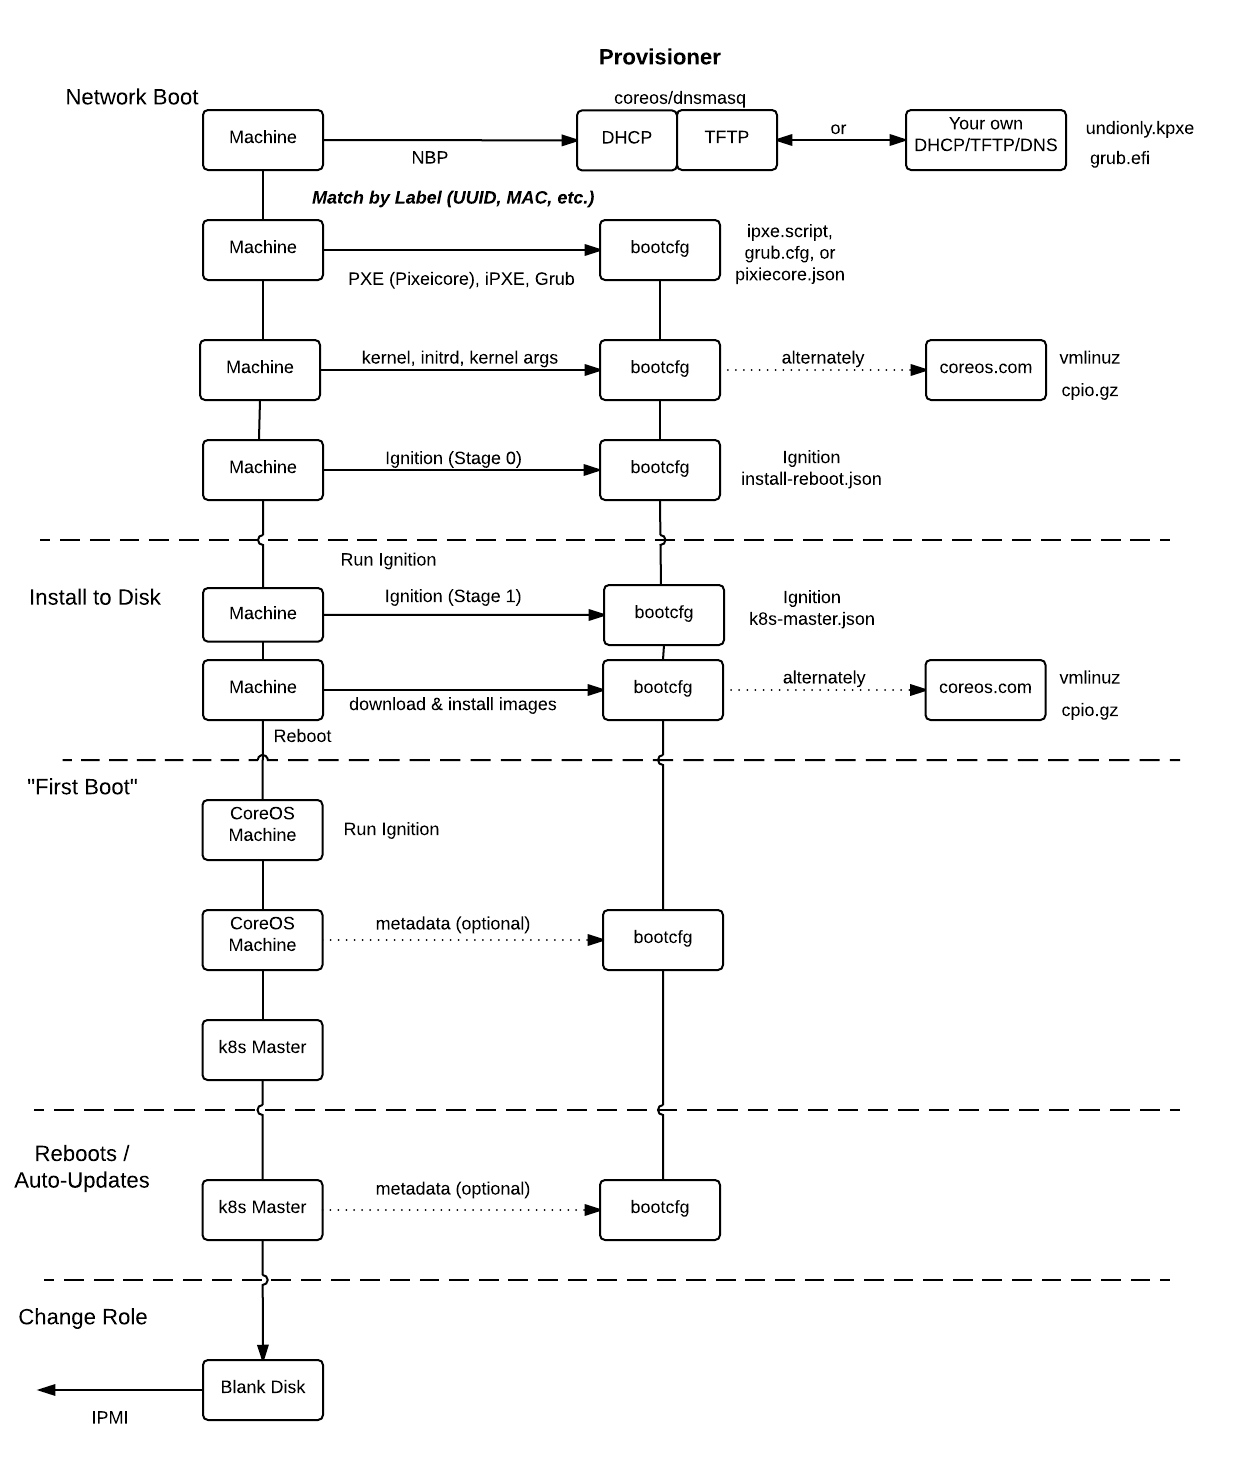 Provisioner
Network Boot
coreos/dnsmasq
Machine
NBP
DHCP
TFTP
or
Your own
DHCP/TFTP/DNS
undionly.kpxe
grub.efi
Match by Label (UUID, MAC, etc.)
Machine
PXE (Pixeicore), iPXE, Grub
bootcfg
ipxe.script,
grub.cfg, or
pixiecore.json
Machine
kernel, initrd, kernel args
bootcfg
alternately
coreos.com
vmlinuz
cpio.gz
Machine
Ignition (Stage 0)
bootcfg
Ignition
install-reboot.json
Run Ignition
Install to Disk
Machine
Ignition (Stage 1)
bootcfg
Ignition
k8s-master.json
Machine
download & install images
bootcfg
alternately
coreos.com
vmlinuz
cpio.gz
Reboot
"First Boot"
CoreOS
Machine
Run Ignition
CoreOS
Machine
metadata (optional)
bootcfg
k8s Master
Reboots /
Auto-Updates
k8s Master
metadata (optional)
bootcfg
Change Role
Blank Disk
IPMI